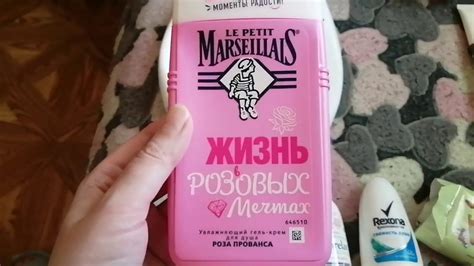 МОМЕНТЫ РАДОСТИ!
LE PETIT
MARSEILLAIS
ЖИЗНЬ
в
РОЗОВЫХ
Мечтах
646510
Увлажняющий гель-крем
для душа
РОЗА ПРОВАНСА
Rexona